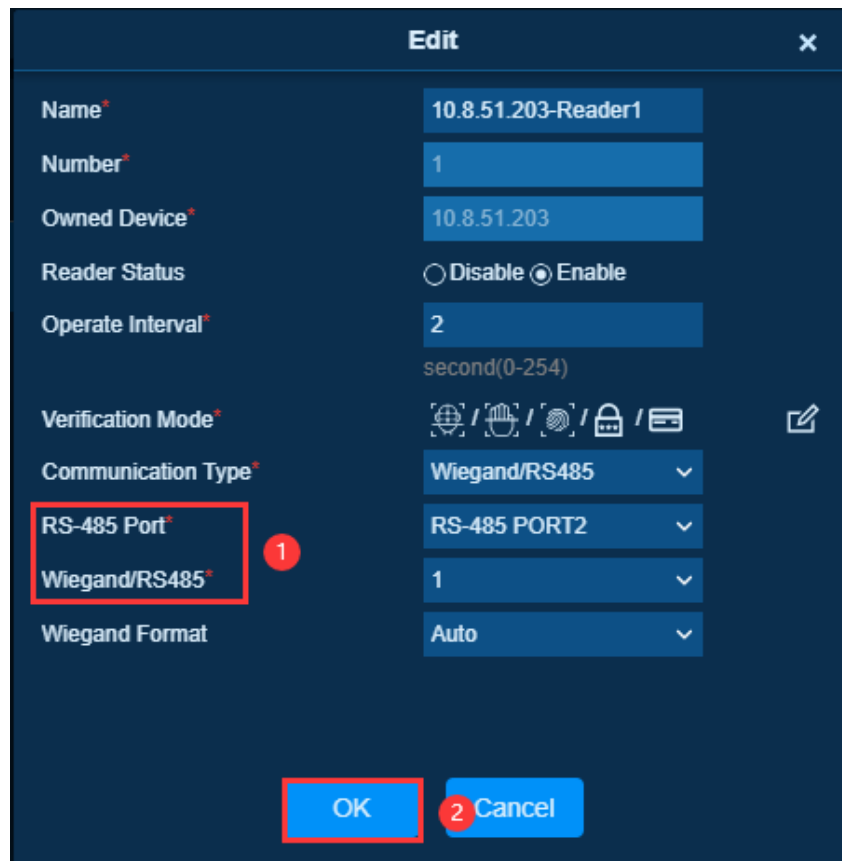 Edit ×
Name* 10.8.51.203-Reader1
Number* 1
Owned Device* 10.8.51.203
Reader Status Disable Enable
Operate Interval* 2
second(0-254)
Verification Mode* / / / /
Communication Type* Wiegand/RS485
RS-485 Port* RS-485 PORT2
1
Wiegand/RS485* 1
Wiegand Format Auto
OK 2 Cancel